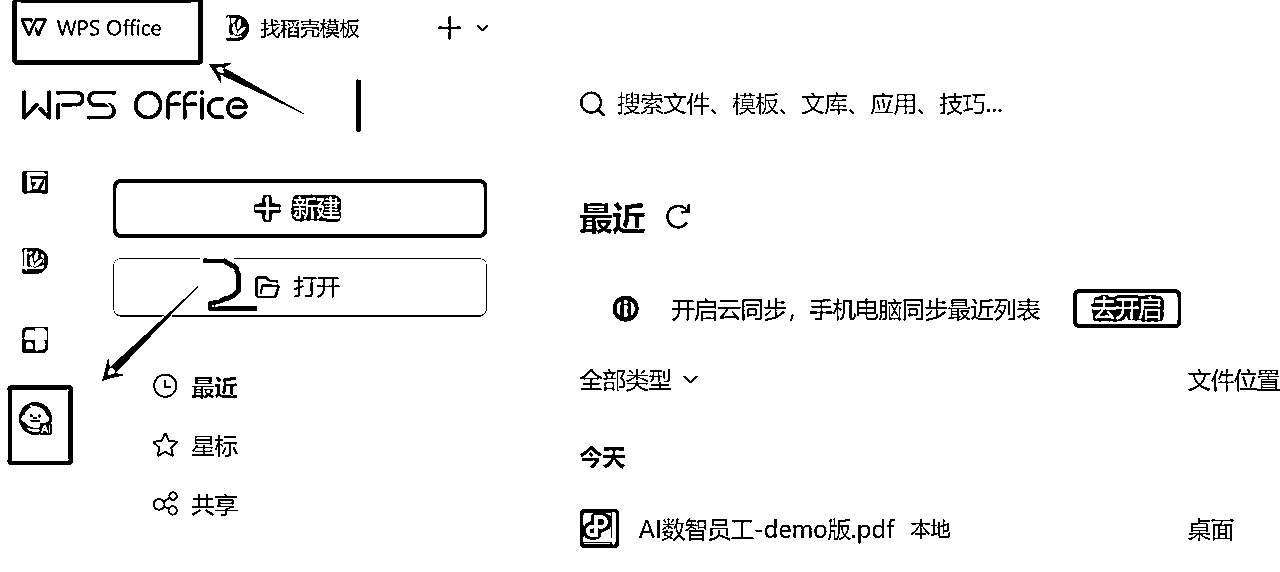 WPS Office 找稻壳模板
WPS Office
搜索文件、模板、文库、应用、技巧...
新建
最近
2 打开
开启云同步，手机电脑同步最近列表 去开启
全部类型 文件位置
最近
星标
今天
共享
AI数智员工-demo版.pdf 本地 桌面